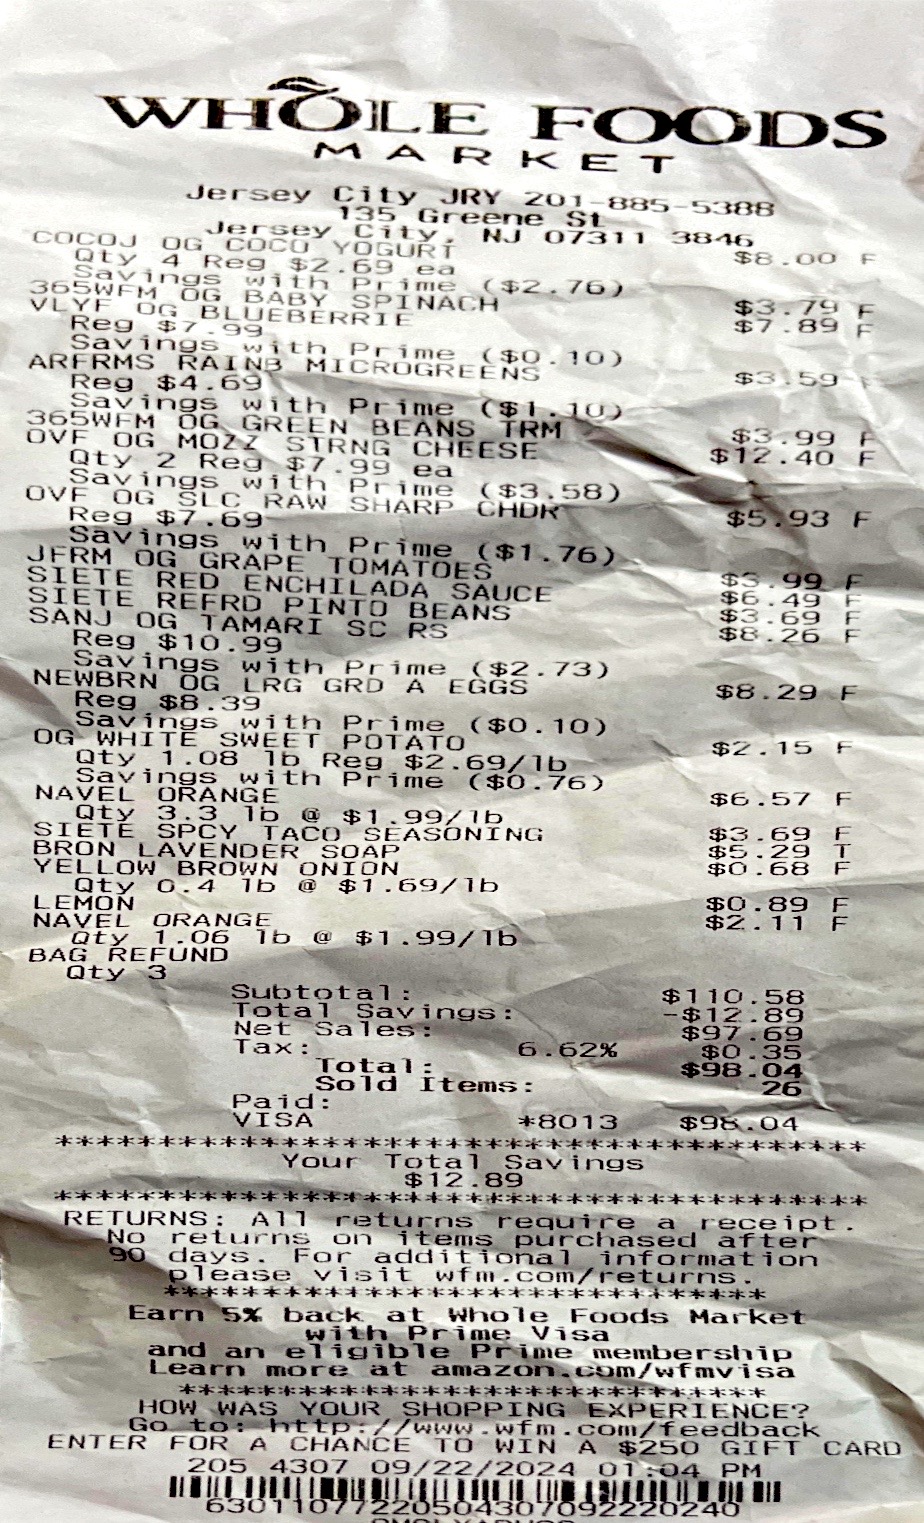 WHOLE FOODS
MARKET
Jersey City JRY 201-885-5388
135 Greene St
Jersey City, NJ 07311 3846
COCOJ OG COCO YOGURT $8.00 F
Qty 4 Reg $2.69 ea
Savings with Prime ($2.76)
365WFM OG BABY SPINACH $3.79 F
VLYF OG BLUEBERRIE $7.89 F
Reg $7.99
Savings with Prime ($0.10)
ARFRMS RAINB MICROGREENS $3.59 F
Reg $4.69
Savings with Prime ($1.10)
365WFM OG GREEN BEANS TRM $3.99 F
OVF OG MOZZ STRNG CHEESE $12.40 F
Qty 2 Reg $7.99 ea
Savings with Prime ($3.58)
OVF OG SLC RAW SHARP CHDR $5.93 F
Reg $7.69
Savings with Prime ($1.76)
JFRM OG GRAPE TOMATOES $3.99 F
SIETE RED ENCHILADA SAUCE $6.49 F
SIETE REFRD PINTO BEANS $3.69 F
SANJ OG TAMARI SC RS $8.26 F
Reg $10.99
Savings with Prime ($2.73)
NEWBRN OG LRG GRD A EGGS $8.29 F
Reg $8.39
Savings with Prime ($0.10)
OG WHITE SWEET POTATO $2.15 F
Qty 1.08 lb Reg $2.69/lb
Savings with Prime ($0.76)
NAVEL ORANGE $6.57 F
Qty 3.3 lb @ $1.99/lb
SIETE SPCY TACO SEASONING $3.69 F
BRON LAVENDER SOAP $5.29 T
YELLOW BROWN ONION $0.68 F
Qty 0.4 lb @ $1.69/lb
LEMON $0.89 F
NAVEL ORANGE $2.11 F
Qty 1.06 lb @ $1.99/lb
BAG REFUND
Qty 3
Subtotal: $110.58
Total Savings: -$12.89
Net Sales: $97.69
Tax: 6.62% $0.35
Total: $98.04
Sold Items: 26
Paid:
VISA *8013 $98.04
******************************************
Your Total Savings
$12.89
******************************************
RETURNS: All returns require a receipt.
No returns on items purchased after
90 days. For additional information
please visit wfm.com/returns.
*******************************
Earn 5% back at Whole Foods Market
with Prime Visa
and an eligible Prime membership
Learn more at amazon.com/wfmvisa
******************************
HOW WAS YOUR SHOPPING EXPERIENCE?
Go to: http://www.wfm.com/feedback
ENTER FOR A CHANCE TO WIN A $250 GIFT CARD
205 4307 09/22/2024 01:04 PM
63011077220504307092220240